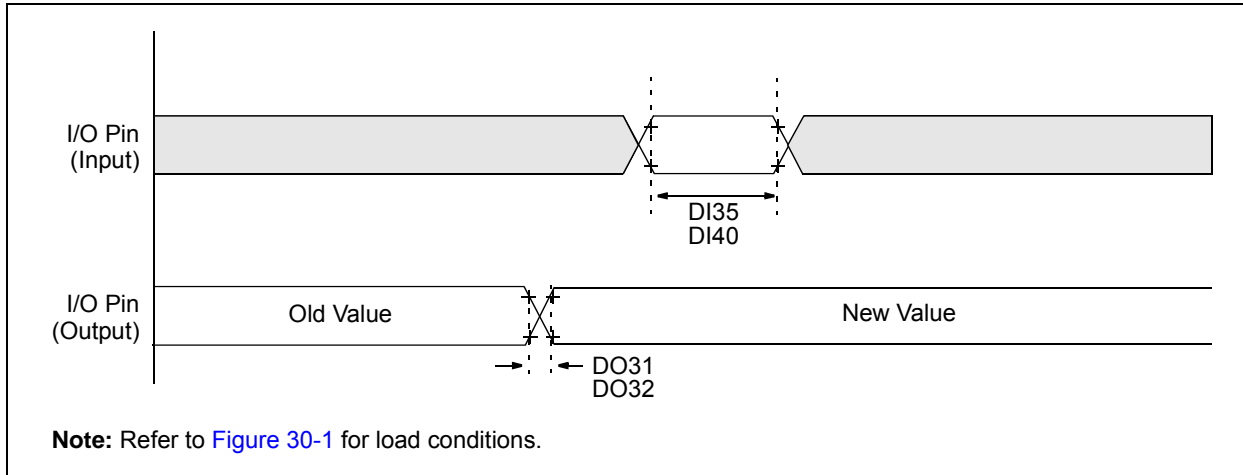 I/O Pin
(Input)
DI35
DI40
I/O Pin
(Output)
Old Value
New Value
DO31
DO32
Note: Refer to Figure 30-1 for load conditions.